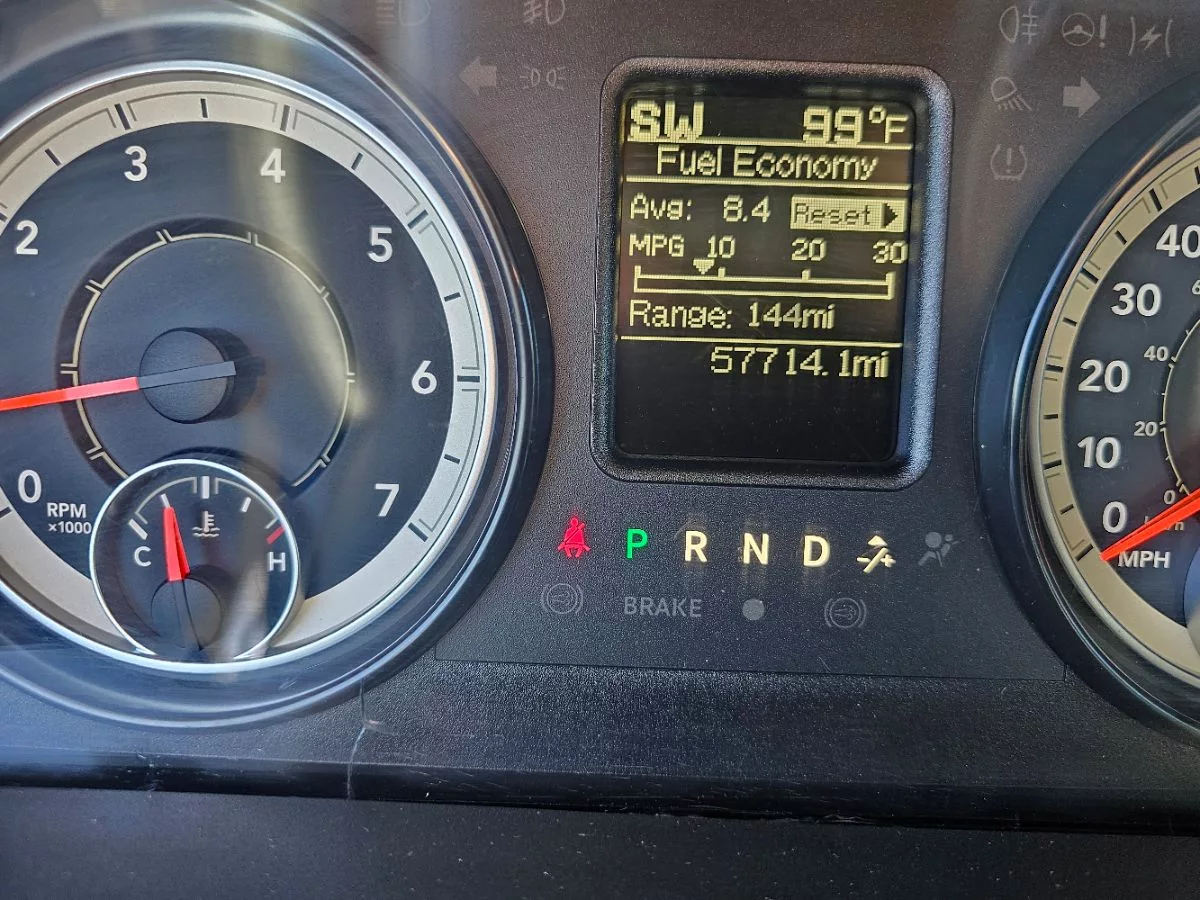 SW 99°F
Fuel Economy
Avg: 8.4 Reset
MPG 10 20 30
Range: 144mi
57714.1mi
0 2 3 4 5 6 7
RPM
x1000
C H
P R N D
BRAKE
40
30
20
10
0
MPH
40
20
0